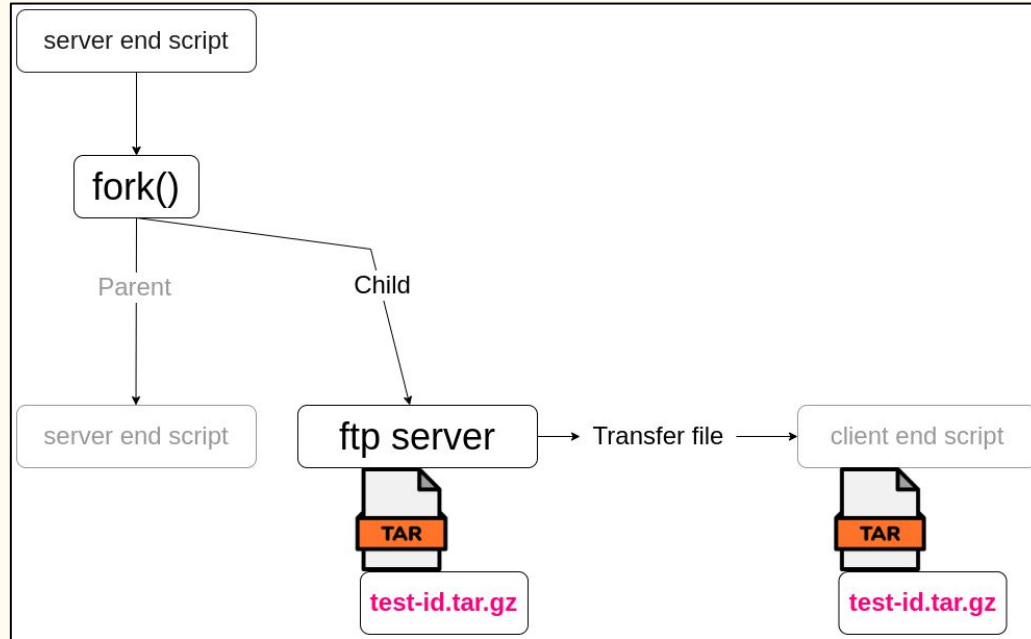 server end script
fork()
Parent
Child
server end script
ftp server
Transfer file
client end script
TAR
TAR
test-id.tar.gz
test-id.tar.gz